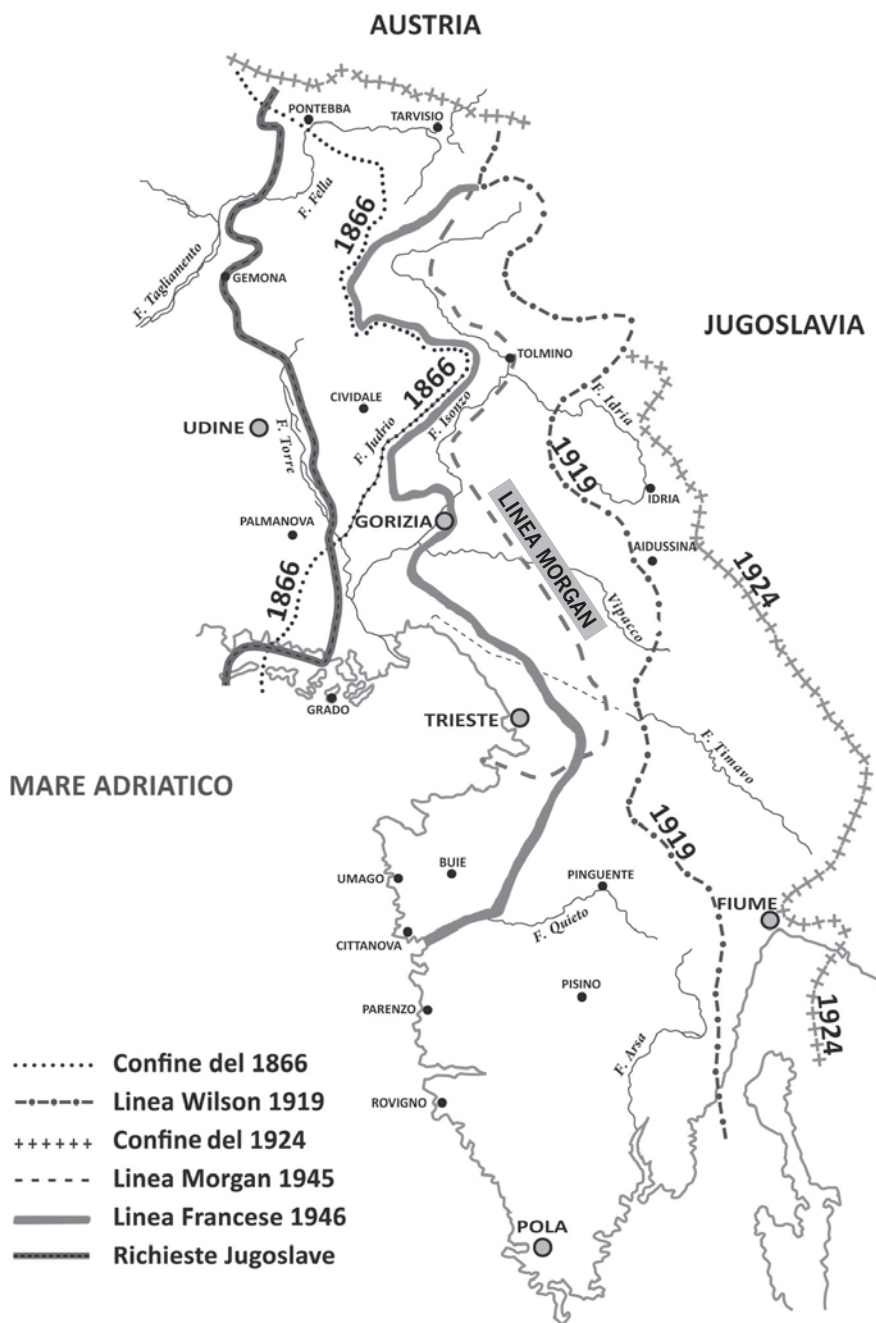 AUSTRIA
PONTEBBA
TARVISIO
F. Fella
1866
F. Tagliamento
GEMONA
JUGOSLAVIA
TOLMINO
1866
CIVIDALE
F. Isonzo
F. Idria
UDINE
F. Torre
F. Judrio
1919
IDRIA
LINEA MORGAN
PALMANOVA
GORIZIA
AIDUSSINA
1924
1866
Vipacco
GRADO
TRIESTE
F. Timavo
MARE ADRIATICO
1919
UMAGO
BUIE
PINGUENTE
FIUME
CITTANOVA
F. Quieto
PISINO
PARENZO
1924
F. Arsa
Confine del 1866
Linea Wilson 1919
ROVIGNO
Confine del 1924
Linea Morgan 1945
Linea Francese 1946
POLA
Richieste Jugoslave